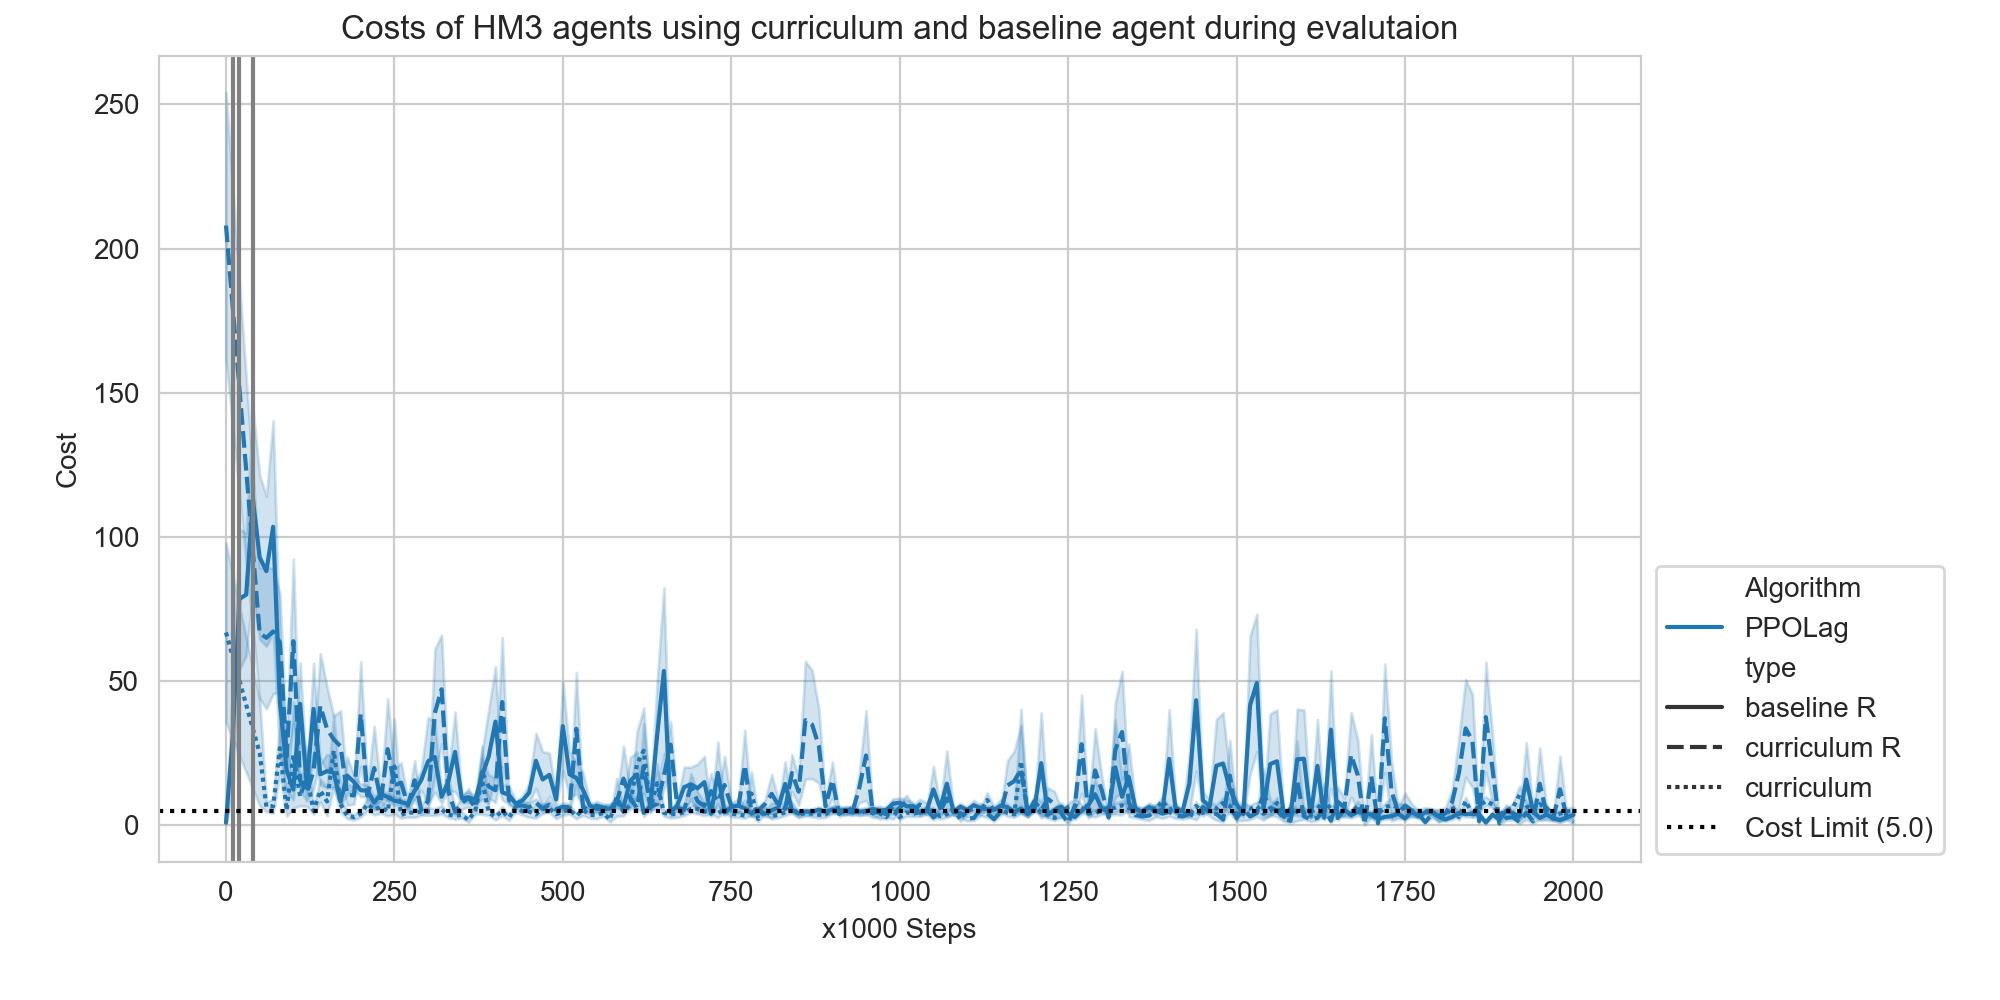 Costs of HM3 agents using curriculum and baseline agent during evalutaion
250
200
150
100
50
0
Cost
0 250 500 750 1000 1250 1500 1750 2000
x1000 Steps
Algorithm
PPOLag
type
baseline R
curriculum R
curriculum
Cost Limit (5.0)